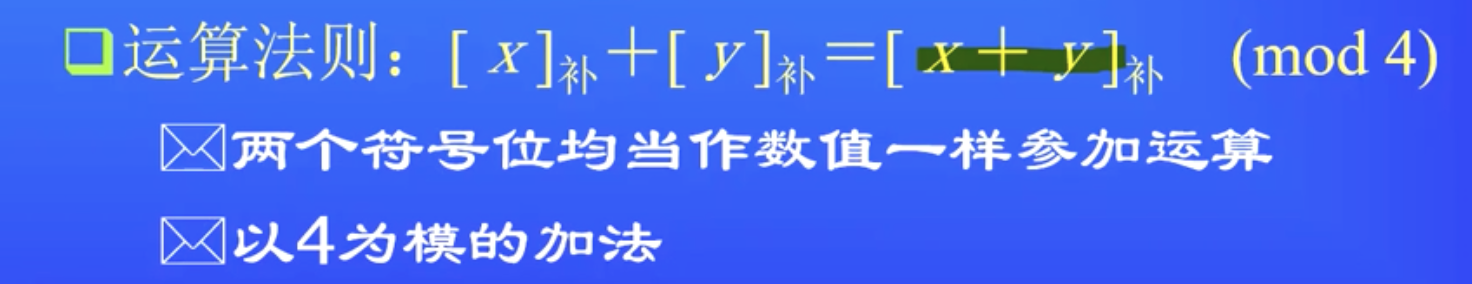 运算法则：[ x ]补＋[ y ]补＝[ x＋ y ]补 (mod 4)
两个符号位均当作数值一样参加运算
以4为模的加法